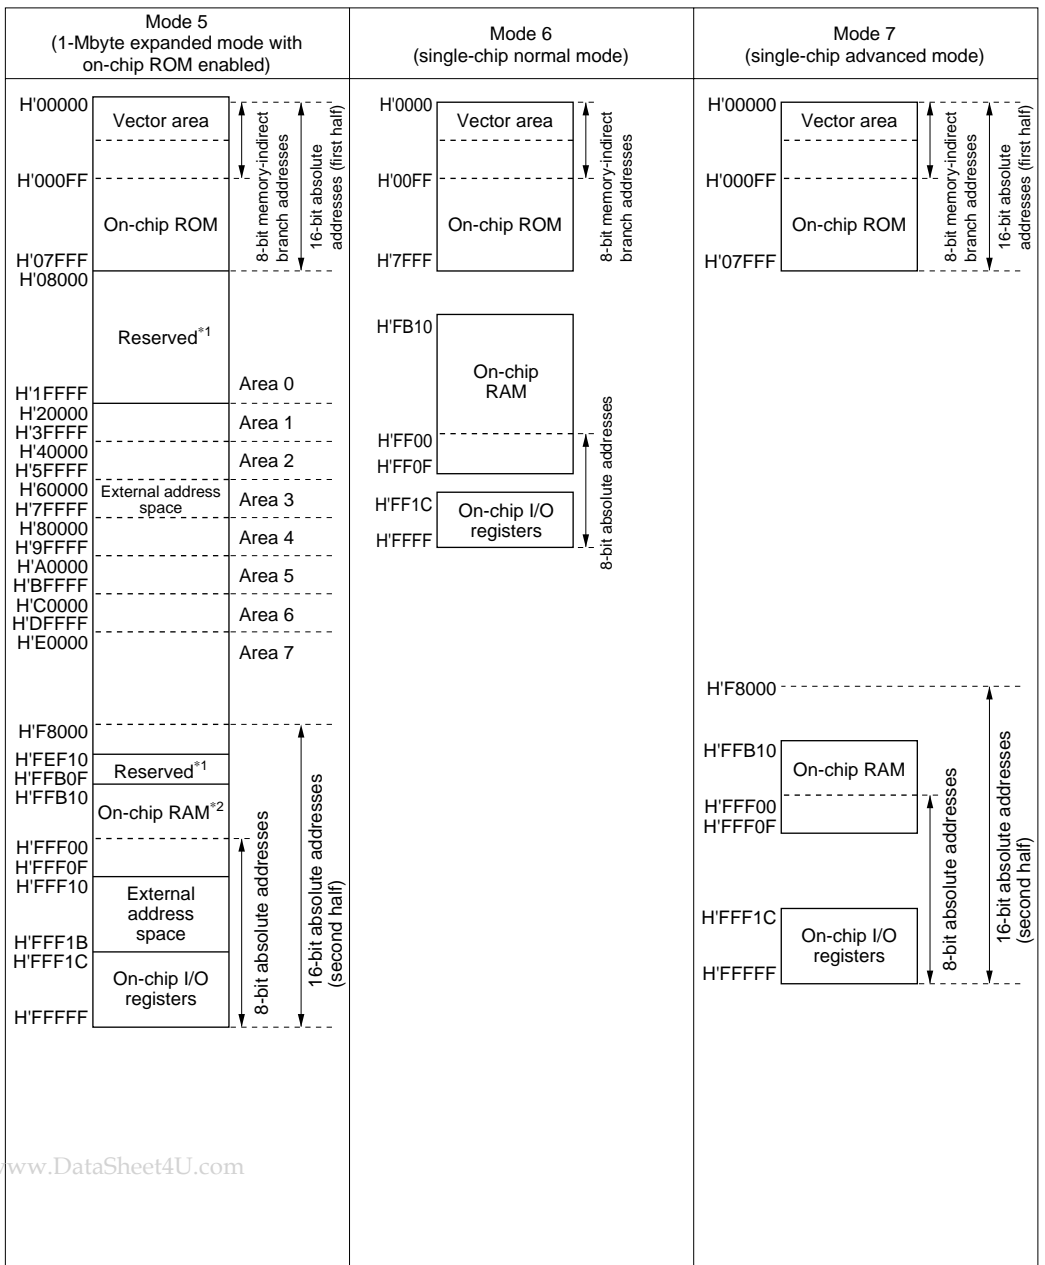 Mode 5
(1-Mbyte expanded mode with
on-chip ROM enabled)
H'00000
Vector area
H'000FF
On-chip ROM
H'07FFF
H'08000
Reserved*1
H'1FFFF
H'20000
H'3FFFF
H'40000
H'5FFFF
H'60000
H'7FFFF
H'80000
H'9FFFF
H'A0000
H'BFFFF
H'C0000
H'DFFFF
H'E0000
External address
space
Area 0
Area 1
Area 2
Area 3
Area 4
Area 5
Area 6
Area 7
H'F8000
H'FEF10
H'FFB0F
Reserved*1
H'FFB10
On-chip RAM*2
H'FFF00
H'FFF0F
H'FFF10
External
address
space
H'FFF1B
H'FFF1C
On-chip I/O
registers
H'FFFFF
8-bit memory-indirect
branch addresses
16-bit absolute
addresses (first half)
8-bit absolute addresses
16-bit absolute addresses
(second half)
Mode 6
(single-chip normal mode)
H'0000
Vector area
H'00FF
On-chip ROM
H'7FFF
8-bit memory-indirect
branch addresses
H'FB10
On-chip
RAM
H'FF00
H'FF0F
H'FF1C
On-chip I/O
registers
H'FFFF
8-bit absolute addresses
Mode 7
(single-chip advanced mode)
H'00000
Vector area
H'000FF
On-chip ROM
H'07FFF
8-bit memory-indirect
branch addresses
16-bit absolute
addresses (first half)
H'F8000
H'FFB10
On-chip RAM
H'FFF00
H'FFF0F
H'FFF1C
On-chip I/O
registers
H'FFFFF
8-bit absolute addresses
16-bit absolute addresses
(second half)
www.DataSheet4U.com